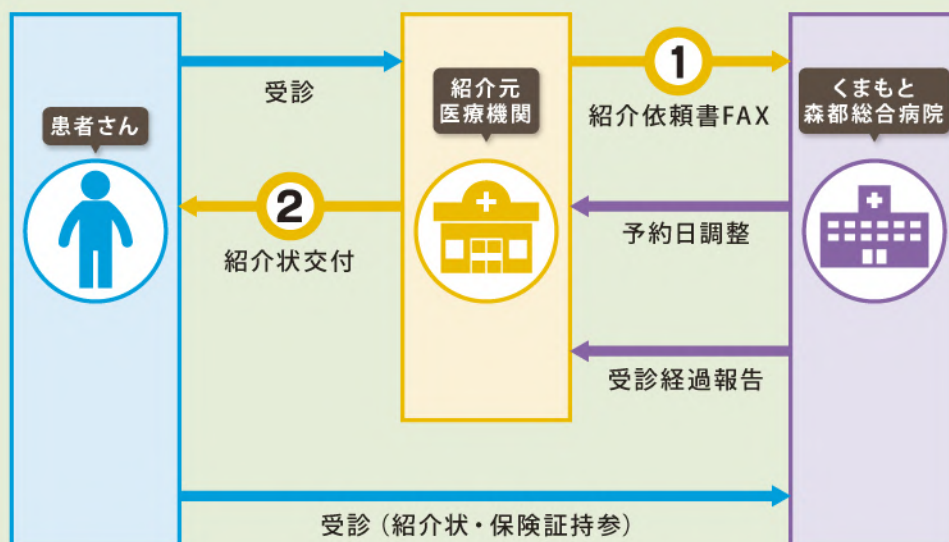 患者さん
受診
紹介元
医療機関
1
紹介依頼書FAX
くまもと
森都総合病院
2
紹介状交付
予約日調整
受診経過報告
受診（紹介状・保険証持参）